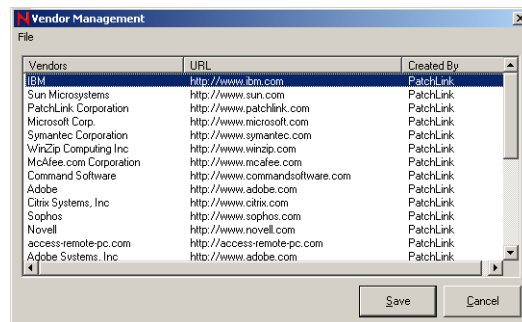 Vendor Management
File
Vendors URL Created By
IBM http://www.ibm.com PatchLink
Sun Microsystems http://www.sun.com PatchLink
PatchLink Corporation http://www.patchlink.com PatchLink
Microsoft Corp. http://www.microsoft.com PatchLink
Symantec Corporation http://www.symantec.com PatchLink
WinZip Computing Inc http://www.winzip.com PatchLink
McAfee.com Corporation http://www.mcafee.com PatchLink
Command Software http://www.commandsoftware.com PatchLink
Adobe http://www.adobe.com PatchLink
Citrix Systems, Inc http://www.citrix.com PatchLink
Sophos http://www.sophos.com PatchLink
Novell http://www.novell.com PatchLink
access-remote-pc.com http://access-remote-pc.com PatchLink
Adobe Systems, Inc http://www.adobe.com PatchLink
Save Cancel